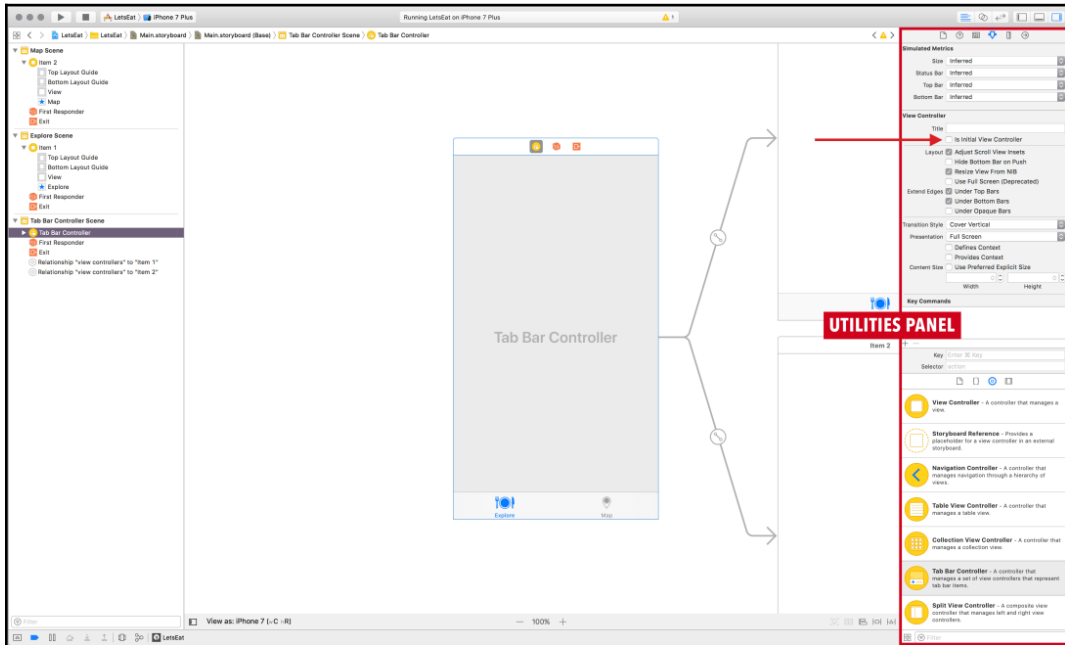 LetsEat
iPhone 7 Plus
Running LetsEat on iPhone 7 Plus
1
LetsEat
LetsEat
Main.storyboard
Main.storyboard (Base)
Tab Bar Controller Scene
Tab Bar Controller
Map Scene
Item 2
Top Layout Guide
Bottom Layout Guide
View
Map
First Responder
Exit
Explore Scene
Item 1
Top Layout Guide
Bottom Layout Guide
View
Explore
First Responder
Exit
Tab Bar Controller Scene
Tab Bar Controller
First Responder
Exit
Relationship "view controllers" to "Item 1"
Relationship "view controllers" to "Item 2"
Filter
Tab Bar Controller
Explore
Map
Item 2
View as: iPhone 7 (wC hR)
100%
LetsEat
Simulated Metrics
Size Inferred
Status Bar Inferred
Top Bar Inferred
Bottom Bar Inferred
View Controller
Title
Is Initial View Controller
Layout Adjust Scroll View Insets
Hide Bottom Bar on Push
Resize View From NIB
Use Full Screen (Deprecated)
Extend Edges Under Top Bars
Under Bottom Bars
Under Opaque Bars
Transition Style Cover Vertical
Presentation Full Screen
Defines Context
Provides Context
Content Size Use Preferred Explicit Size
0 0
Width Height
Key Commands
UTILITIES PANEL
Key Enter ⌘ Key
Selector action
View Controller - A controller that manages a
view.
Storyboard Reference - Provides a
placeholder for a view controller in an external
storyboard.
Navigation Controller - A controller that
manages navigation through a hierarchy of
views.
Table View Controller - A controller that
manages a table view.
Collection View Controller - A controller that
manages a collection view.
Tab Bar Controller - A controller that
manages a set of view controllers that represent
tab bar items.
Split View Controller - A composite view
controller that manages left and right view
controllers.
Filter